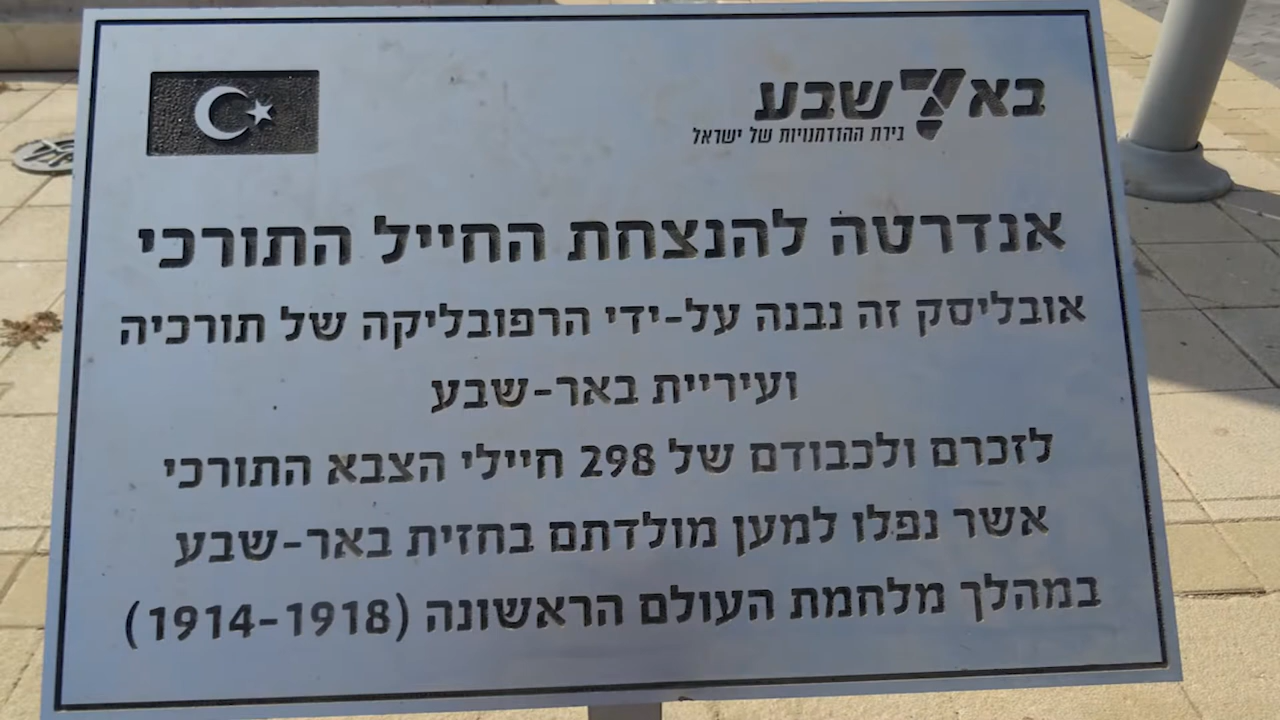 באר שבע
בירת ההזדמנויות של ישראל
אנדרטה להנצחת החייל התורכי
אובליסק זה נבנה על-ידי הרפובליקה של תורכיה
ועיריית באר-שבע
לזכרם ולכבודם של 298 חיילי הצבא התורכי
אשר נפלו למען מולדתם בחזית באר-שבע
במהלך מלחמת העולם הראשונה (1914-1918)